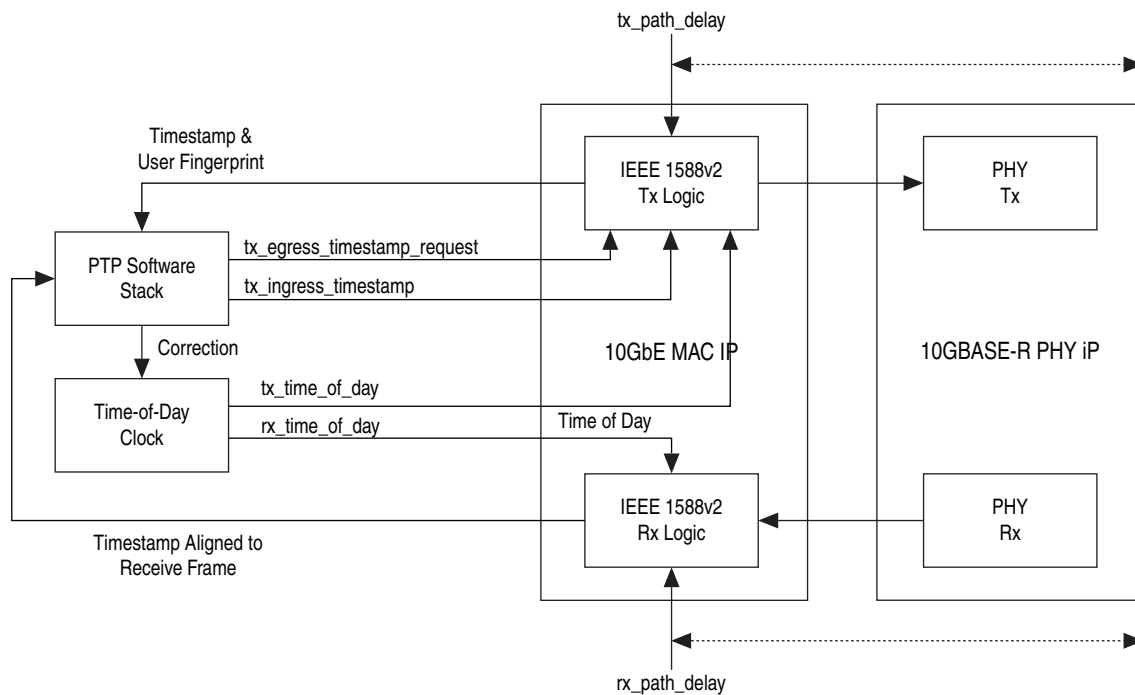 tx_path_delay
Timestamp &
User Fingerprint
IEEE 1588v2
Tx Logic
PHY
Tx
PTP Software
Stack
tx_egress_timestamp_request
tx_ingress_timestamp
Correction
10GbE MAC IP
10GBASE-R PHY iP
Time-of-Day
Clock
tx_time_of_day
rx_time_of_day
Time of Day
IEEE 1588v2
Rx Logic
PHY
Rx
Timestamp Aligned to
Receive Frame
rx_path_delay